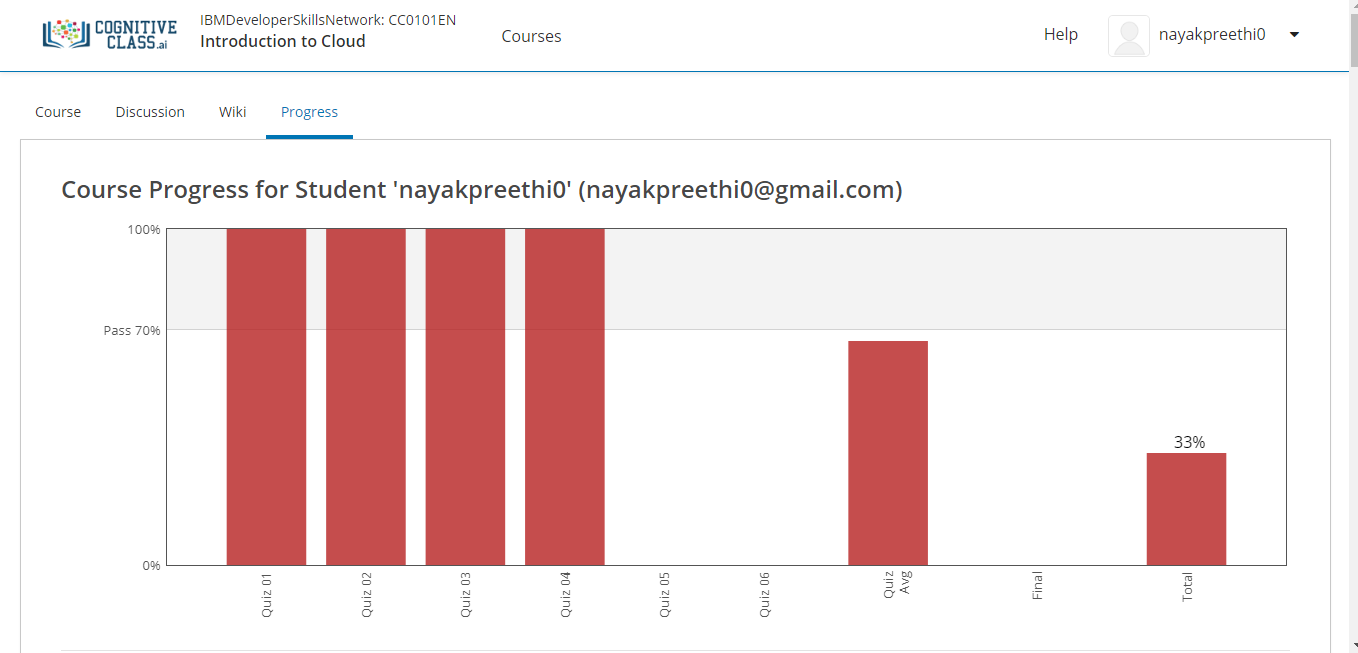 COGNITIVE
CLASS.ai
IBMDeveloperSkillsNetwork: CC0101EN
Introduction to Cloud
Courses
Help
nayakpreethi0
Course
Discussion
Wiki
Progress
Course Progress for Student 'nayakpreethi0' (nayakpreethi0@gmail.com)
100%
Pass 70%
33%
0%
Quiz 01
Quiz 02
Quiz 03
Quiz 04
Quiz 05
Quiz 06
Quiz
Avg
Final
Total